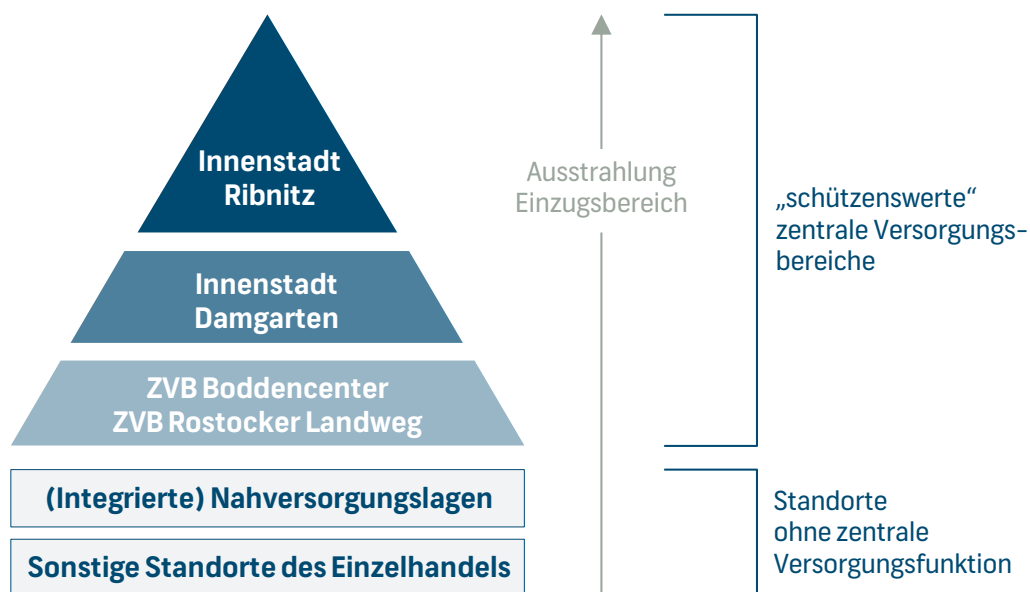 Innenstadt
Ribnitz
Innenstadt
Damgarten
ZVB Boddencenter
ZVB Rostocker Landweg
(Integrierte) Nahversorgungslagen
Sonstige Standorte des Einzelhandels
Ausstrahlung
Einzugsbereich
„schützenswerte“
zentrale Versorgungs-
bereiche
Standorte
ohne zentrale
Versorgungsfunktion